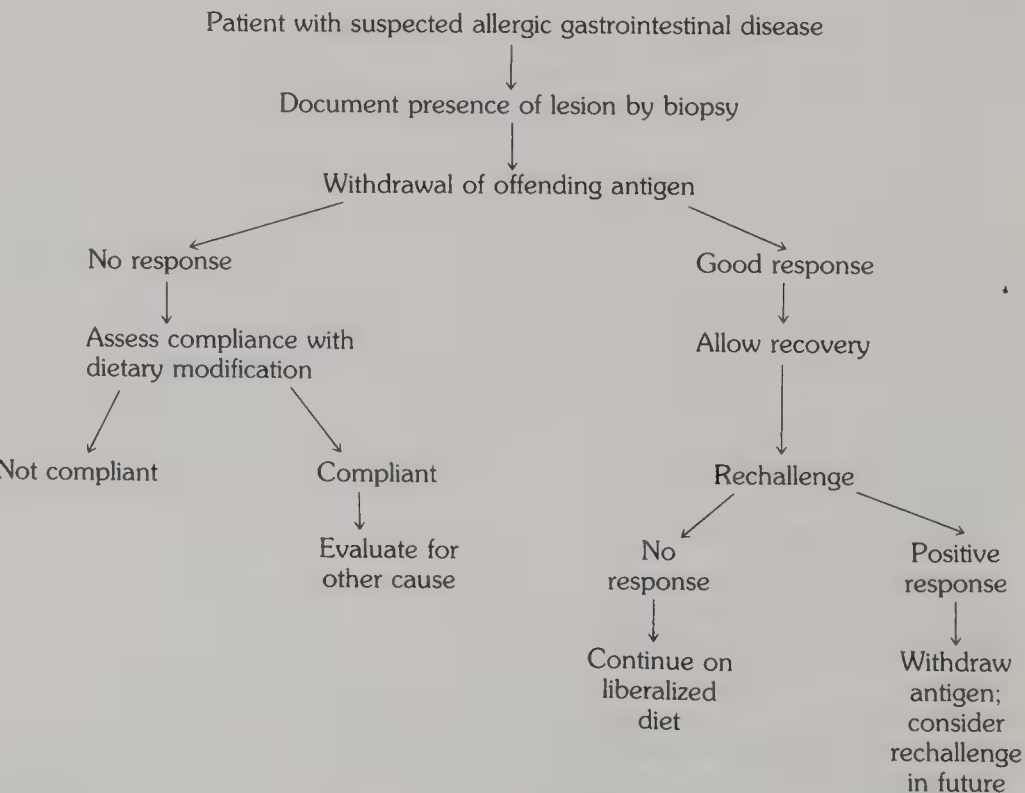 Patient with suspected allergic gastrointestinal disease
Document presence of lesion by biopsy
Withdrawal of offending antigen
No response
Good response
Assess compliance with
dietary modification
Allow recovery
Not compliant
Compliant
Rechallenge
Evaluate for
other cause
No
response
Positive
response
Continue on
liberalized
diet
Withdraw
antigen;
consider
rechallenge
in future